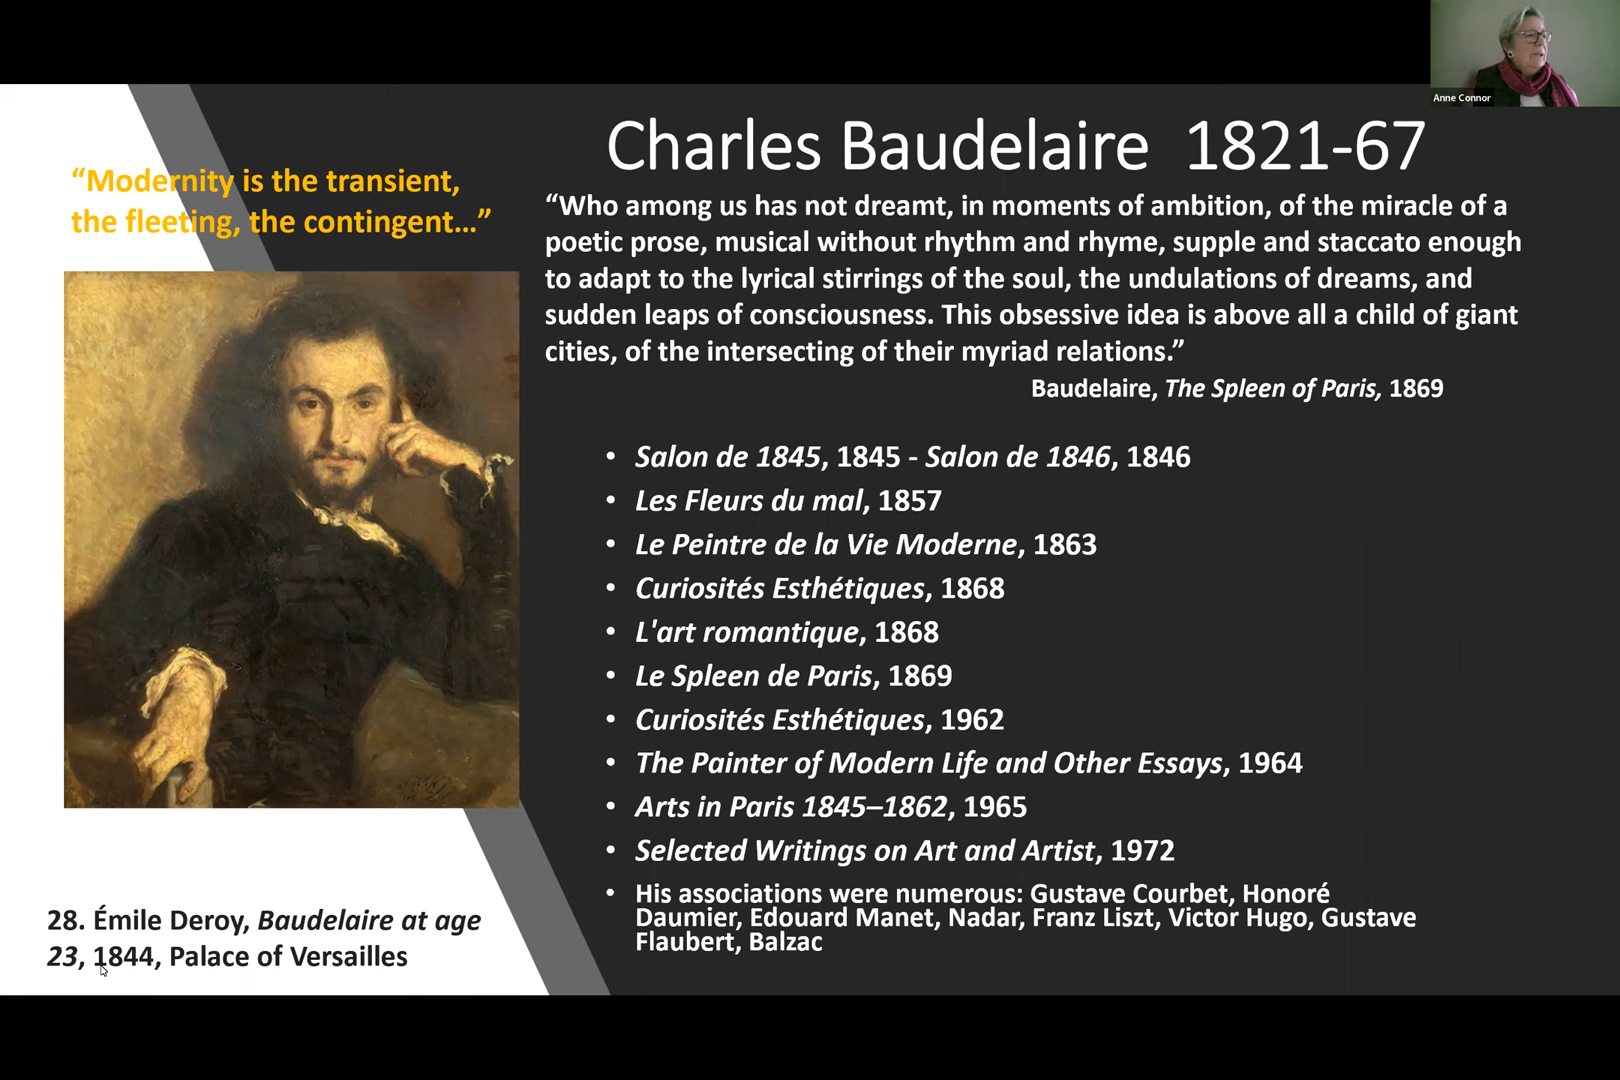 Anne Connor
Charles Baudelaire 1821-67
“Modernity is the transient,
the fleeting, the contingent…”
“Who among us has not dreamt, in moments of ambition, of the miracle of a
poetic prose, musical without rhythm and rhyme, supple and staccato enough
to adapt to the lyrical stirrings of the soul, the undulations of dreams, and
sudden leaps of consciousness. This obsessive idea is above all a child of giant
cities, of the intersecting of their myriad relations.”
Baudelaire, The Spleen of Paris, 1869
• Salon de 1845, 1845 - Salon de 1846, 1846
• Les Fleurs du mal, 1857
• Le Peintre de la Vie Moderne, 1863
• Curiosités Esthétiques, 1868
• L'art romantique, 1868
• Le Spleen de Paris, 1869
• Curiosités Esthétiques, 1962
• The Painter of Modern Life and Other Essays, 1964
• Arts in Paris 1845–1862, 1965
• Selected Writings on Art and Artist, 1972
• His associations were numerous: Gustave Courbet, Honoré
Daumier, Edouard Manet, Nadar, Franz Liszt, Victor Hugo, Gustave
Flaubert, Balzac
28. Émile Deroy, Baudelaire at age
23, 1844, Palace of Versailles